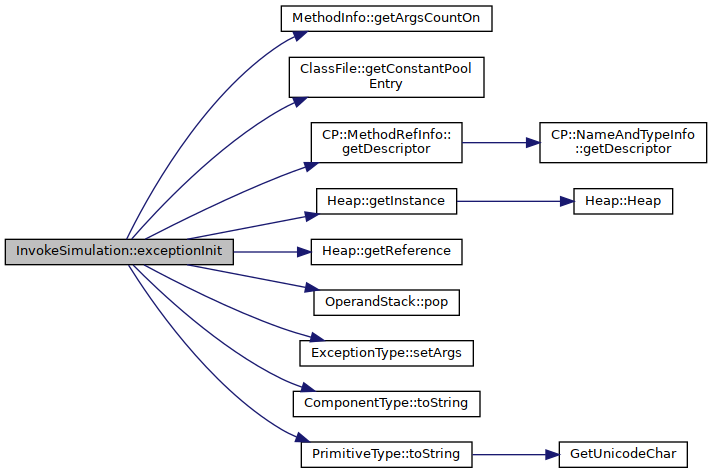 MethodInfo::getArgsCountOn
ClassFile::getConstantPool
Entry
CP::MethodRefInfo::
getDescriptor
CP::NameAndTypeInfo
::getDescriptor
Heap::getInstance
Heap::Heap
InvokeSimulation::exceptionInit
Heap::getReference
OperandStack::pop
ExceptionType::setArgs
ComponentType::toString
PrimitiveType::toString
GetUnicodeChar